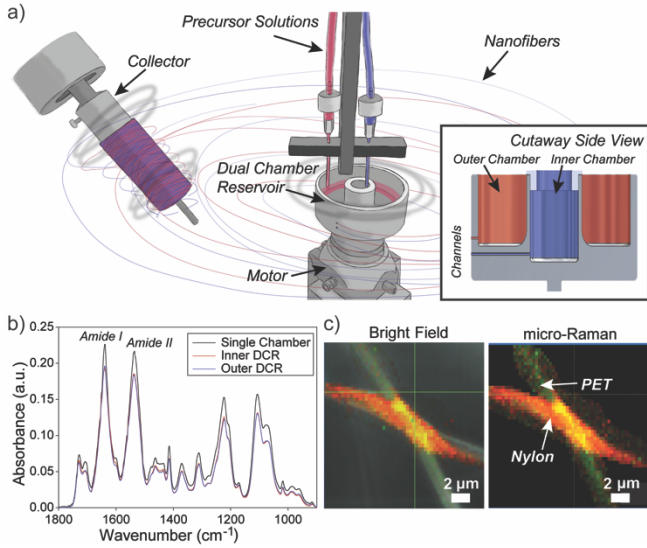 a)
Precursor Solutions
Nanofibers
Collector
Cutaway Side View
Outer Chamber
Inner Chamber
Dual Chamber
Reservoir
Channels
Motor
b)
0.25
0.20
0.15
0.10
0.05
0.00
Absorbance (a.u.)
Amide I
Amide II
Single Chamber
Inner DCR
Outer DCR
1800
1600
1400
1200
1000
Wavenumber (cm⁻¹)
c)
Bright Field
micro-Raman
PET
Nylon
2 µm
2 µm